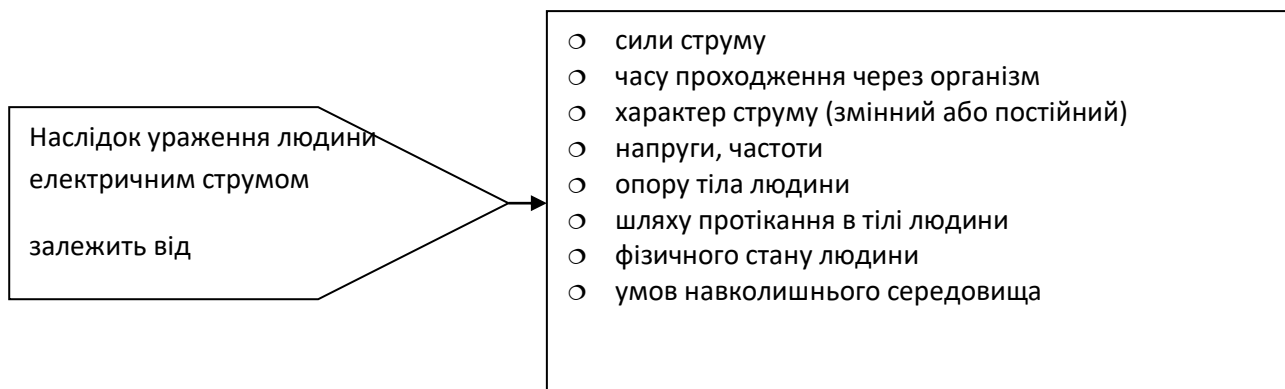 Наслідок ураження людини
електричним струмом
залежить від
сили струму
часу проходження через організм
характер струму (змінний або постійний)
напруги, частоти
опору тіла людини
шляху протікання в тілі людини
фізичного стану людини
умов навколишнього середовища